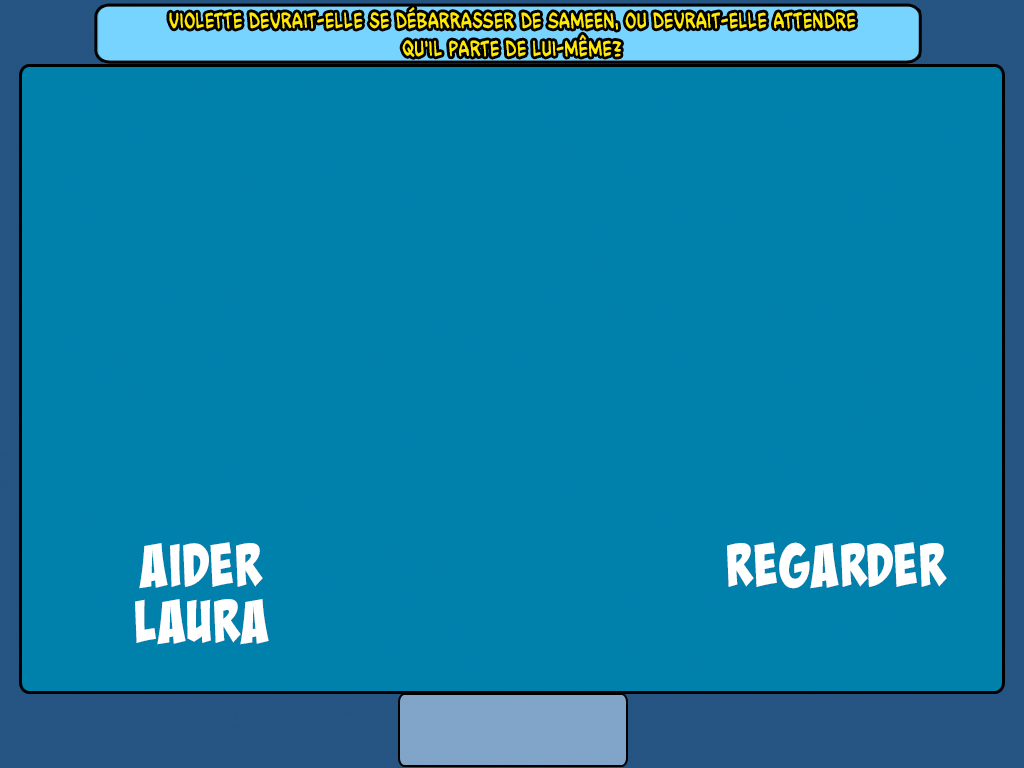 VIOLETTE DEVRAIT-ELLE SE DÉBARRASSER DE SAMEEN, OU DEVRAIT-ELLE ATTENDRE
QU'IL PARTE DE LUI-MÊME?
AIDER
LAURA
REGARDER